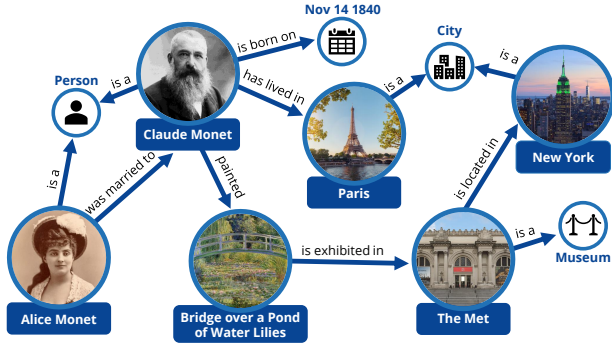 Nov 14 1840
City
is born on
is a
Person
is a
has lived in
is a
Claude Monet
New York
Paris
painted
was married to
is a
is located in
is a
is exhibited in
Museum
Alice Monet
Bridge over a Pond
of Water Lilies
The Met